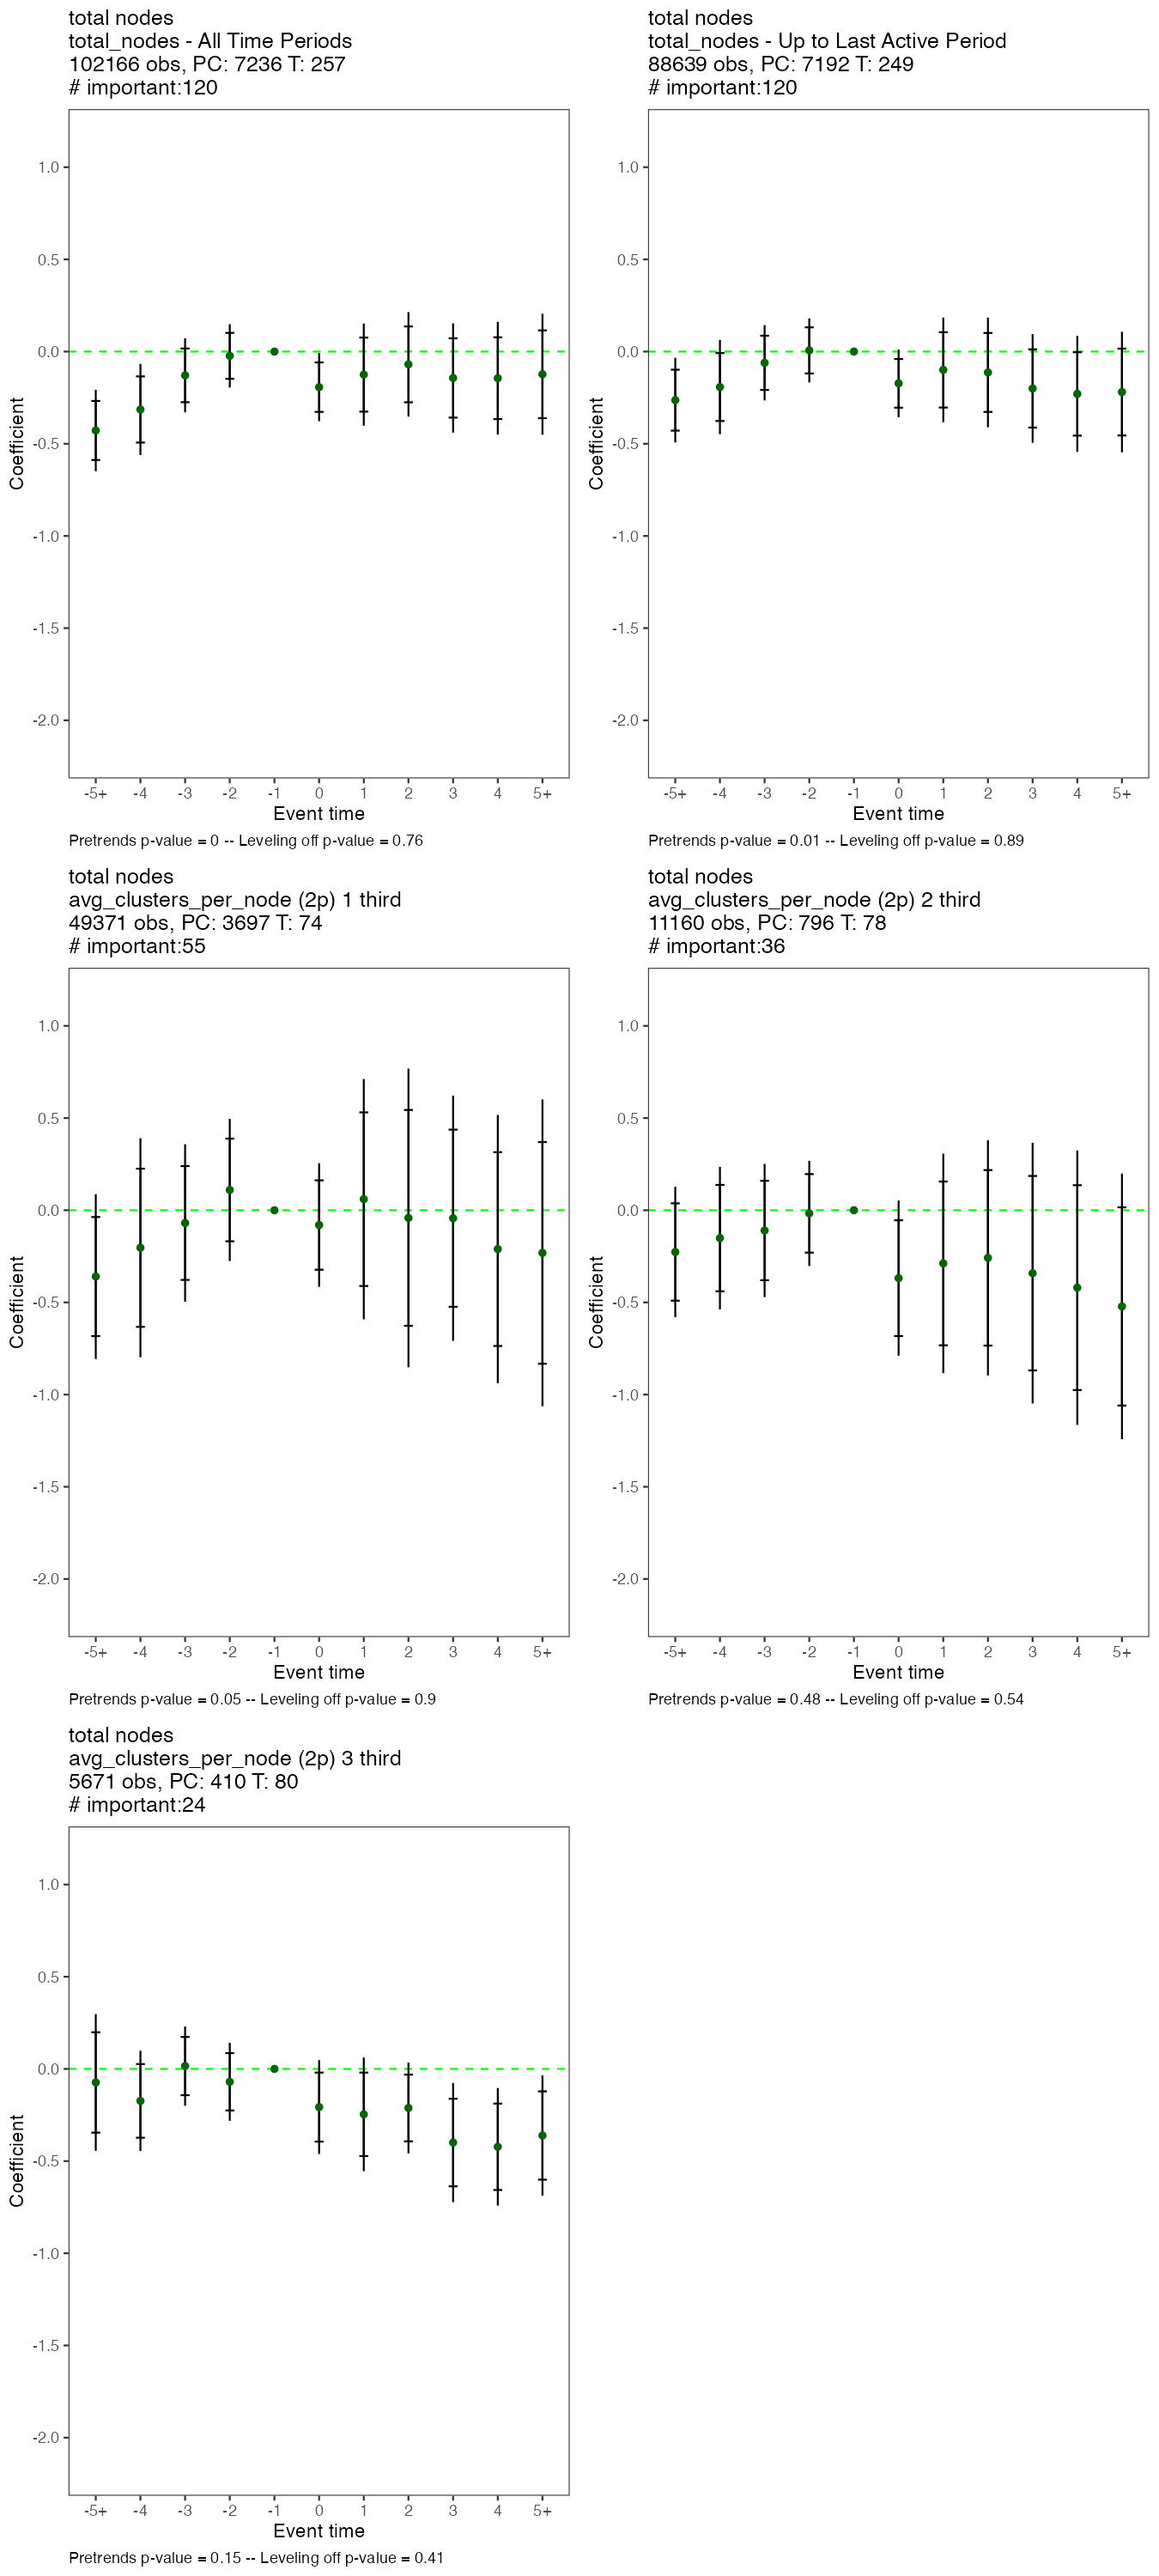 total nodes
total_nodes - All Time Periods
102166 obs, PC: 7236 T: 257
# important:120
1.0
0.5
0.0
-0.5
-1.0
-1.5
-2.0
Coefficient
-5+ -4 -3 -2 -1 0 1 2 3 4 5+
Event time
Pretrends p-value = 0 -- Leveling off p-value = 0.76
total nodes
total_nodes - Up to Last Active Period
88639 obs, PC: 7192 T: 249
# important:120
1.0
0.5
0.0
-0.5
-1.0
-1.5
-2.0
Coefficient
-5+ -4 -3 -2 -1 0 1 2 3 4 5+
Event time
Pretrends p-value = 0.01 -- Leveling off p-value = 0.89
total nodes
avg_clusters_per_node (2p) 1 third
49371 obs, PC: 3697 T: 74
# important:55
1.0
0.5
0.0
-0.5
-1.0
-1.5
-2.0
Coefficient
-5+ -4 -3 -2 -1 0 1 2 3 4 5+
Event time
Pretrends p-value = 0.05 -- Leveling off p-value = 0.9
total nodes
avg_clusters_per_node (2p) 2 third
11160 obs, PC: 796 T: 78
# important:36
1.0
0.5
0.0
-0.5
-1.0
-1.5
-2.0
Coefficient
-5+ -4 -3 -2 -1 0 1 2 3 4 5+
Event time
Pretrends p-value = 0.48 -- Leveling off p-value = 0.54
total nodes
avg_clusters_per_node (2p) 3 third
5671 obs, PC: 410 T: 80
# important:24
1.0
0.5
0.0
-0.5
-1.0
-1.5
-2.0
Coefficient
-5+ -4 -3 -2 -1 0 1 2 3 4 5+
Event time
Pretrends p-value = 0.15 -- Leveling off p-value = 0.41